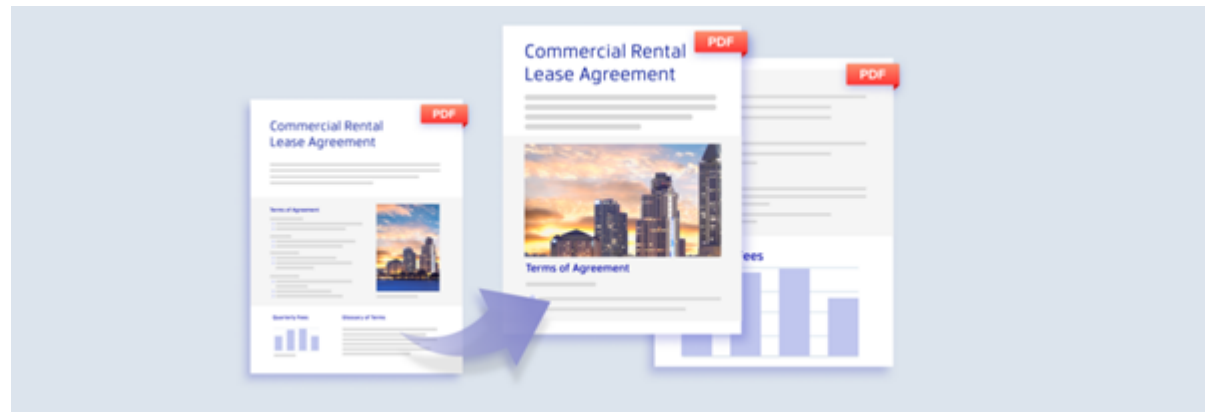 PDF
Commercial Rental
Lease Agreement
Terms of Agreement
Quarterly Fees
Glossary of Terms
PDF
Commercial Rental
Lease Agreement
Terms of Agreement
PDF
ees